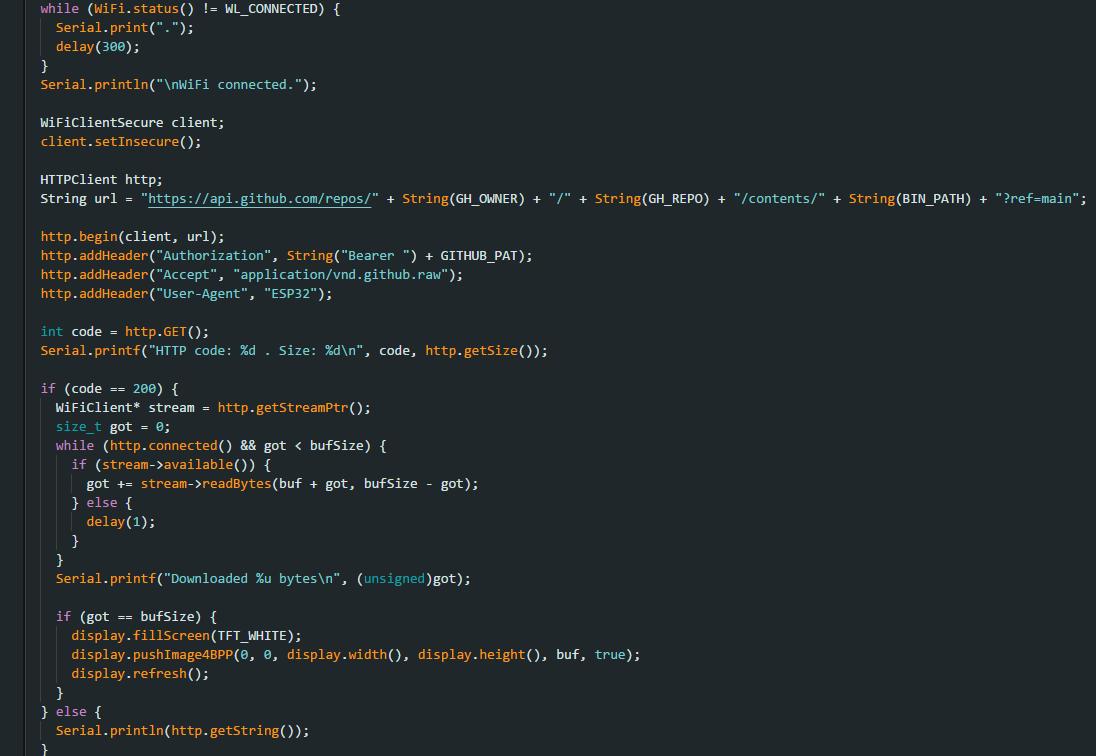 while (WiFi.status() != WL_CONNECTED) {
Serial.print(".");
delay(300);
}
Serial.println("\nWiFi connected.");
WiFiClientSecure client;
client.setInsecure();
HTTPClient http;
String url = "https://api.github.com/repos/" + String(GH_OWNER) + "/" + String(GH_REPO) + "/contents/" + String(BIN_PATH) + "?ref=main";
http.begin(client, url);
http.addHeader("Authorization", String("Bearer ") + GITHUB_PAT);
http.addHeader("Accept", "application/vnd.github.raw");
http.addHeader("User-Agent", "ESP32");
int code = http.GET();
Serial.printf("HTTP code: %d . Size: %d\n", code, http.getSize());
if (code == 200) {
WiFiClient* stream = http.getStreamPtr();
size_t got = 0;
while (http.connected() && got < bufSize) {
if (stream->available()) {
got += stream->readBytes(buf + got, bufSize - got);
} else {
delay(1);
}
}
Serial.printf("Downloaded %u bytes\n", (unsigned)got);
if (got == bufSize) {
display.fillScreen(TFT_WHITE);
display.pushImage4BPP(0, 0, display.width(), display.height(), buf, true);
display.refresh();
}
} else {
Serial.println(http.getString());
}